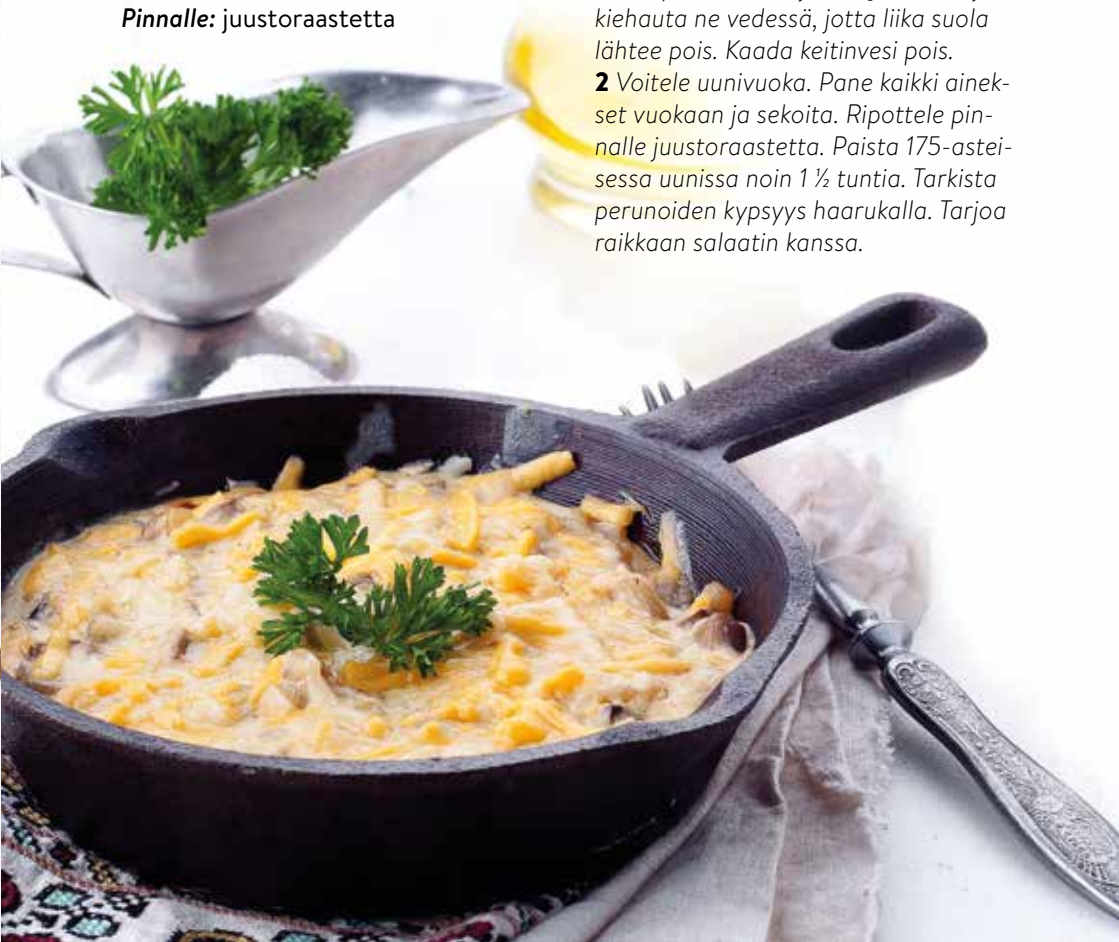 Pinnalle: juustoraastetta
kiehauta ne vedessä, jotta liika suola
lähtee pois. Kaada keitinvesi pois.
2 Voitele uunivuoka. Pane kaikki ainek-
set vuokaan ja sekoita. Ripottele pin-
nalle juustoraastetta. Paista 175-astei-
sessa uunissa noin 1 ½ tuntia. Tarkista
perunoiden kypsyys haarukalla. Tarjoa
raikkaan salaatin kanssa.